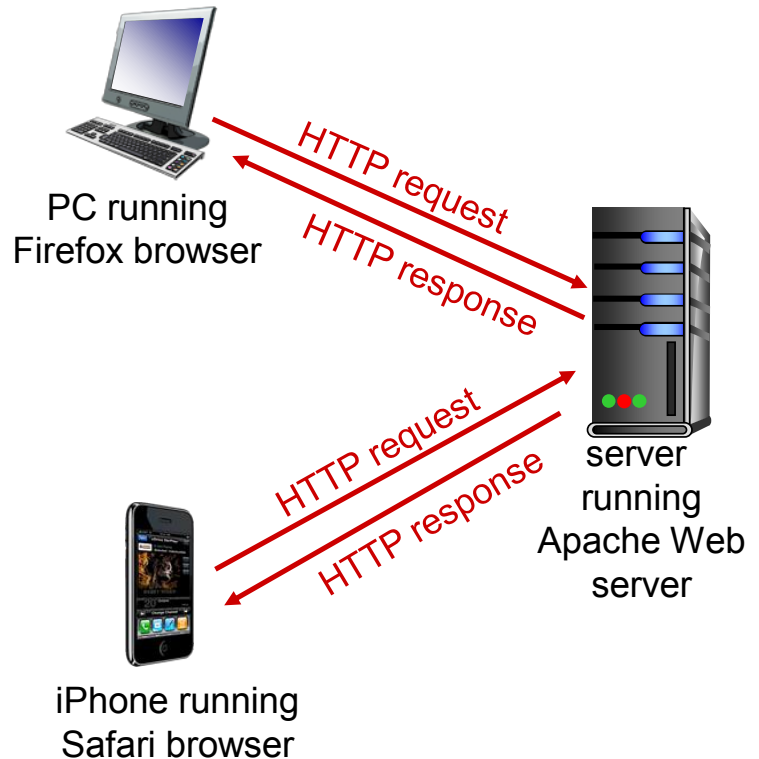 HTTP request
HTTP response
PC running
Firefox browser
HTTP request
HTTP response
server
running
Apache Web
server
iPhone running
Safari browser